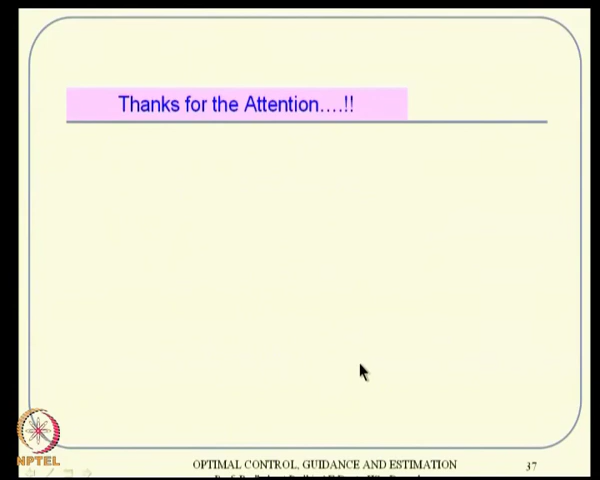 Thanks for the Attention....!!
NPTEL
OPTIMAL CONTROL, GUIDANCE AND ESTIMATION
37